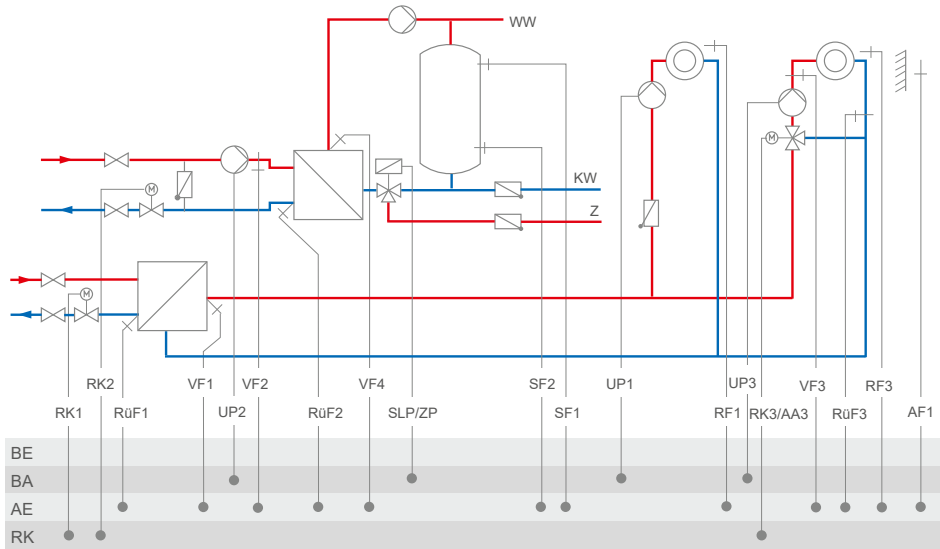 WW
KW
Z
M
M
M
RK2
VF1
VF2
VF4
SF2
UP1
UP3
VF3
RF3
RK1
RüF1
UP2
RüF2
SLP/ZP
SF1
RF1
RK3/AA3
RüF3
AF1
BE
BA
AE
RK